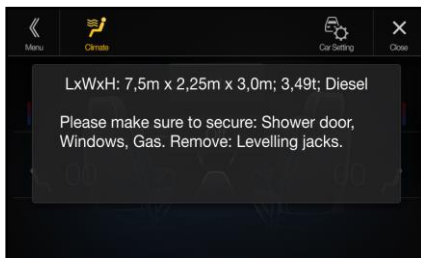 Menu
Climate
Car Setting
Close
LxWxH: 7,5m x 2,25m x 3,0m; 3,49t; Diesel
Please make sure to secure: Shower door,
Windows, Gas. Remove: Levelling jacks.